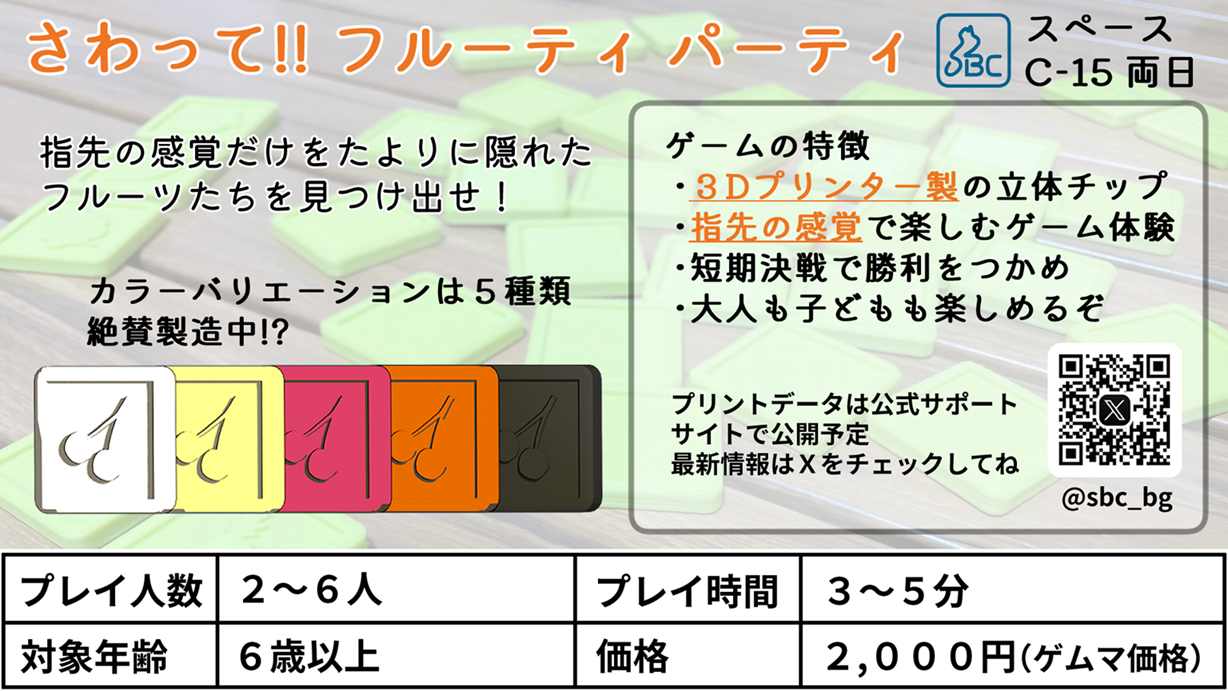 さわって!! フルーティ パーティ
SBC
スペース
C-15 両日
指先の感覚だけをたよりに隠れた
フルーツたちを見つけ出せ！
カラーバリエーションは５種類
絶賛製造中!?
ゲームの特徴
・３Dプリンター製の立体チップ
・指先の感覚で楽しむゲーム体験
・短期決戦で勝利をつかめ
・大人も子どもも楽しめるぞ
プリントデータは公式サポート
サイトで公開予定
最新情報はＸをチェックしてね
X
@sbc_bg
プレイ人数 ２～６人 プレイ時間 ３～５分
対象年齢 ６歳以上 価格 ２,０００円（ゲムマ価格）